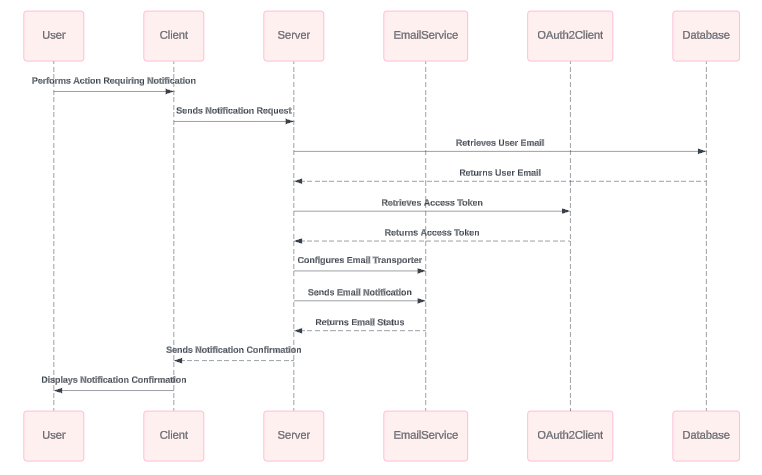 User Client Server EmailService OAuth2Client Database
Performs Action Requiring Notification
Sends Notification Request
Retrieves User Email
Returns User Email
Retrieves Access Token
Returns Access Token
Configures Email Transporter
Sends Email Notification
Returns Email Status
Sends Notification Confirmation
Displays Notification Confirmation
User Client Server EmailService OAuth2Client Database